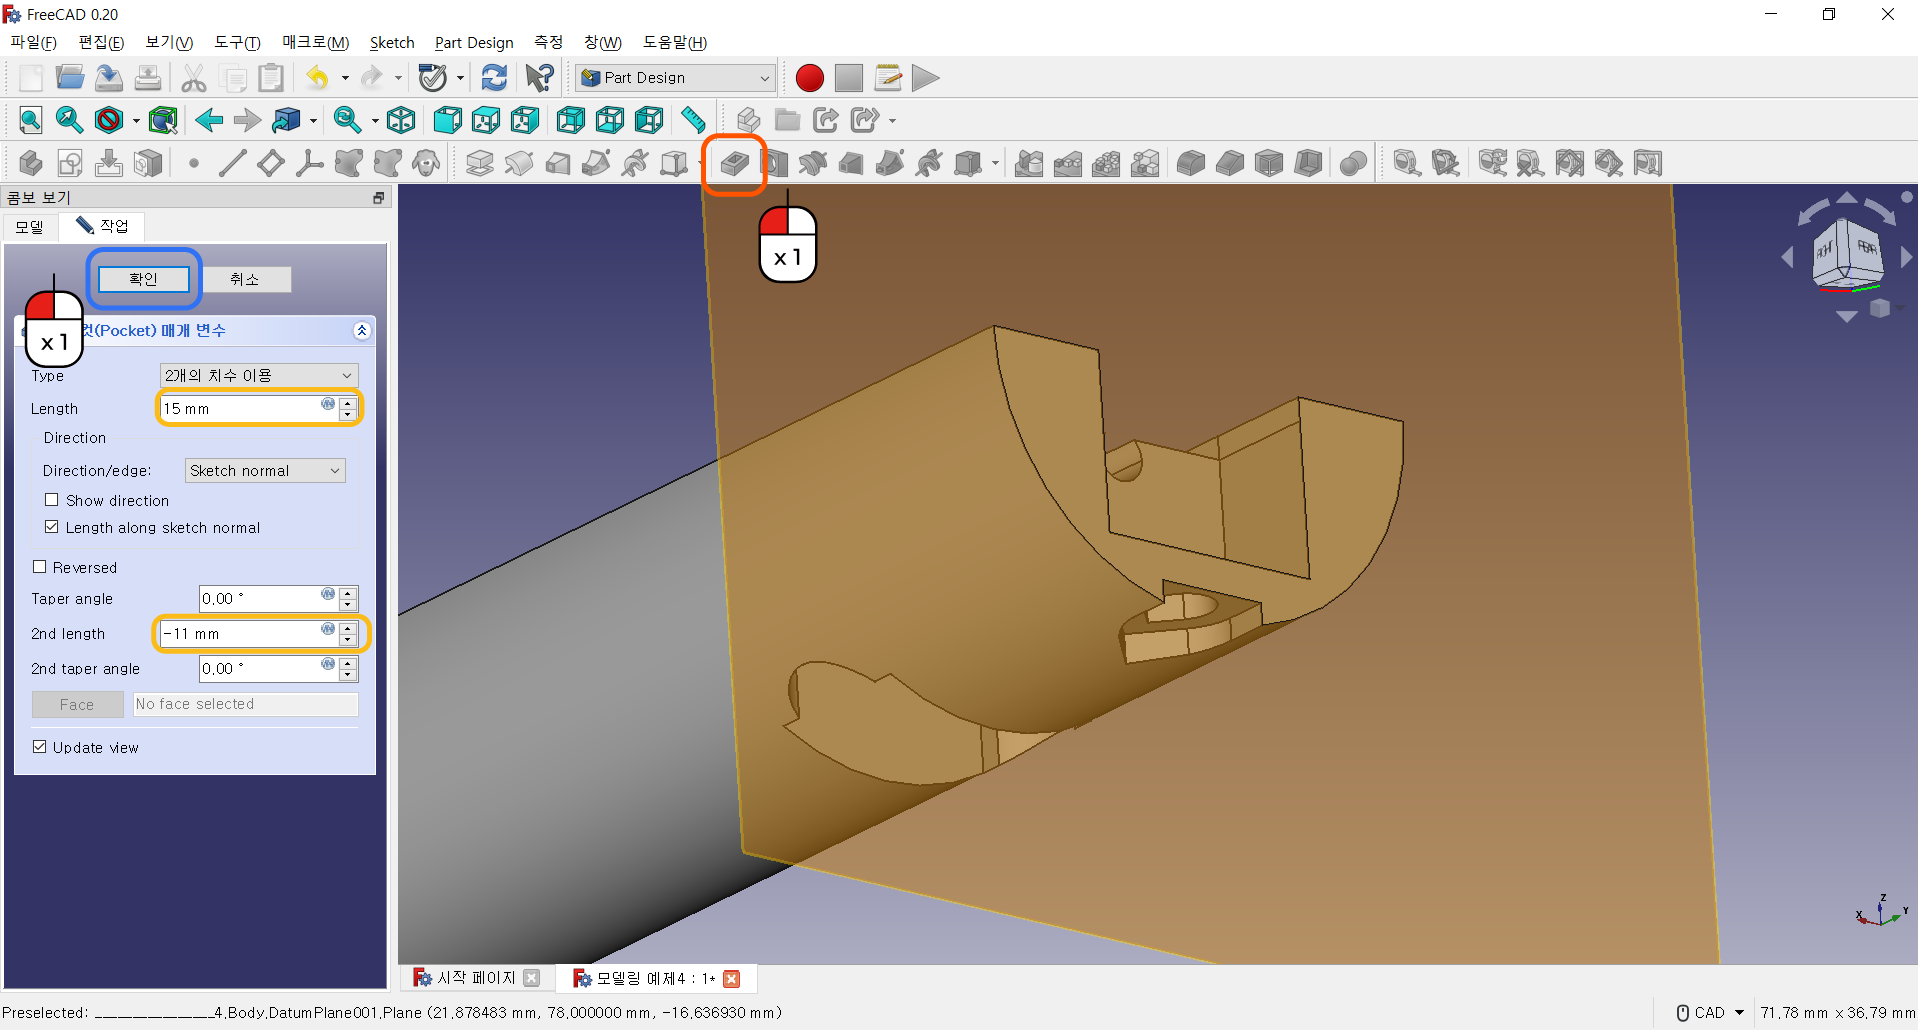 FreeCAD 0.20
파일(F) 편집(E) 보기(V) 도구(T) 매크로(M) Sketch Part Design 측정 창(W) 도움말(H)
Part Design
콤보 보기
모델 작업
확인 취소
x 1
x 1
컷(Pocket) 매개 변수
Type 2개의 치수 이용
Length 15 mm
Direction
Direction/edge: Sketch normal
Show direction
Length along sketch normal
Reversed
Taper angle 0.00 °
2nd length -11 mm
2nd taper angle 0.00 °
Face No face selected
Update view
RIGHT REAR
Z
X Y
시작 페이지 모델링 예제4 : 1*
Preselected: ________________4.Body.DatumPlane001.Plane (21.878483 mm, 78.000000 mm, -16.636930 mm) CAD 71.78 mm x 36.79 mm